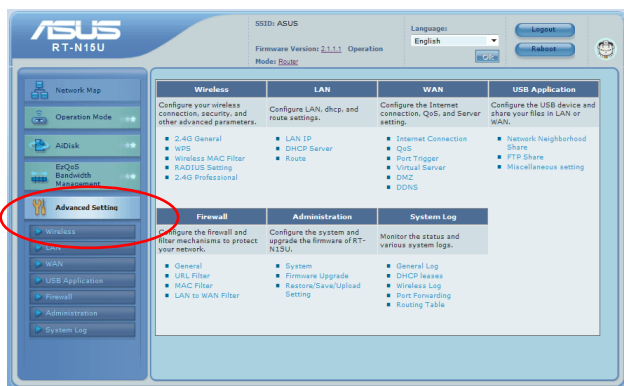 ASUS
RT-N15U
SSID: ASUS
Firmware Version: 2.1.1.1 Operation
Mode: Router
Language:
English
OK
Logout
Reboot
Network Map
Operation Mode
AiDisk
EzQoS
Bandwidth
Management
Advanced Setting
Wireless
LAN
WAN
USB Application
Firewall
Administration
System Log
Wireless
Configure your wireless
connection, security, and
other advanced parameters.
2.4G General
WPS
Wireless MAC Filter
RADIUS Setting
2.4G Professional
LAN
Configure LAN, dhcp, and
route settings.
LAN IP
DHCP Server
Route
WAN
Configure the Internet
connection, QoS, and Server
setting.
Internet Connection
QoS
Port Trigger
Virtual Server
DMZ
DDNS
USB Application
Configure the USB device and
share your files in LAN or
WAN.
Network Neighborhood
Share
FTP Share
Miscellaneous setting
Firewall
Configure the firewall and
filter mechanisms to protect
your network.
General
URL Filter
MAC Filter
LAN to WAN Filter
Administration
Configure the system and
upgrade the firmware of RT-
N15U.
System
Firmware Upgrade
Restore/Save/Upload
Setting
System Log
Monitor the status and
various system logs.
General Log
DHCP leases
Wireless Log
Port Forwarding
Routing Table